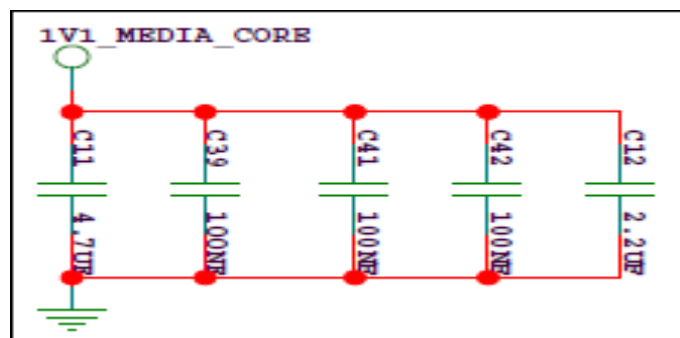 1V1_MEDIA_CORE
C11
C39
C41
C42
C12
4.7UF
100NF
100NF
100NF
2.2UF